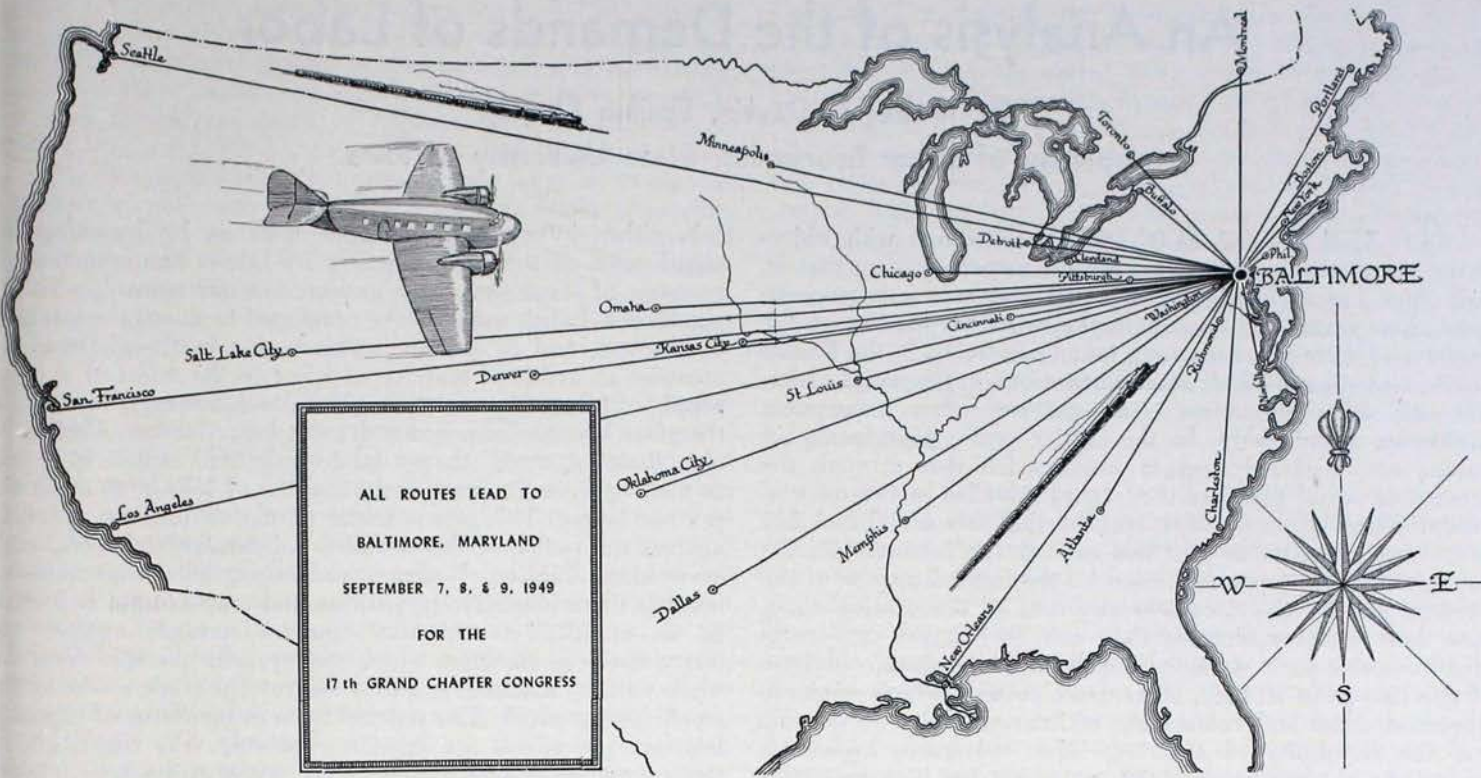 An Analysis of the Demands of Labor
Seattle
Montreal
Portland
Toronto
Minneapolis
Boston
New York
Buffalo
Detroit
Cleveland
Phil
Chicago
Pittsburgh
BALTIMORE
Omaha
Cincinnati
Washington
Richmond
Kansas City
Salt Lake City
Denver
St. Louis
San Francisco
Norfolk
Oklahoma City
Los Angeles
Memphis
Atlanta
Charlston
Dallas
New Orleans
W E
S
ALL ROUTES LEAD TO
BALTIMORE, MARYLAND
SEPTEMBER 7, 8, & 9, 1949
FOR THE
17 th GRAND CHAPTER CONGRESS